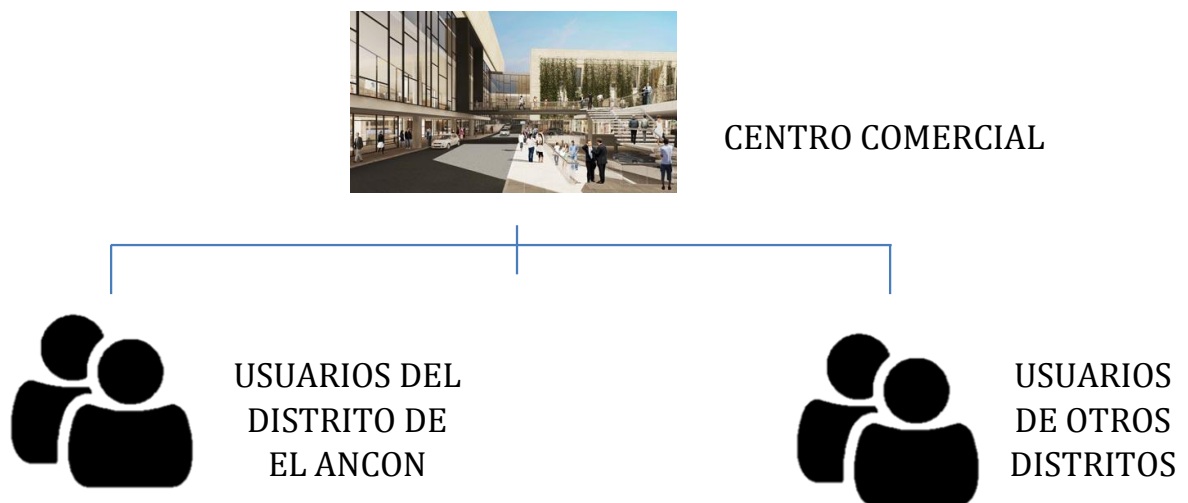 CENTRO COMERCIAL
USUARIOS DEL
DISTRITO DE
EL ANCON
USUARIOS
DE OTROS
DISTRITOS